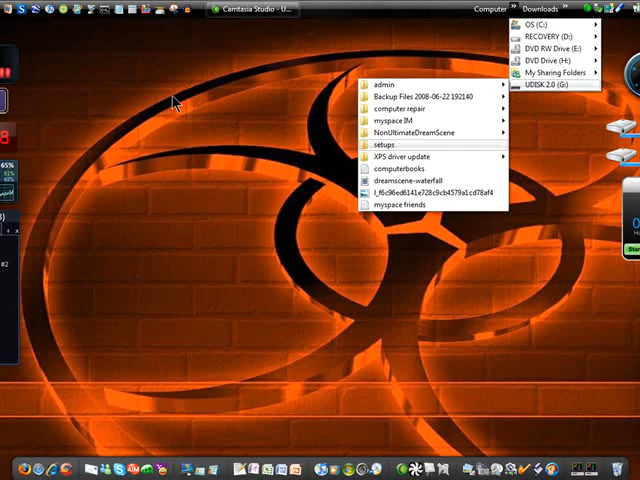 Camtasia Studio - U...
Computer
Downloads
OS (C:)
RECOVERY (D:)
DVD RW Drive (E:)
DVD Drive (H:)
My Sharing Folders
UDISK 2.0 (G:)
admin
Backup Files 2008-06-22 192140
computer repair
myspace IM
NonUltimateDreamScene
setups
XPS driver update
computerbooks
dreamscene-waterfall
l_f6c96ed6141e728c9cb4579a1cd78af4
myspace friends
65%
61%
68%
#2